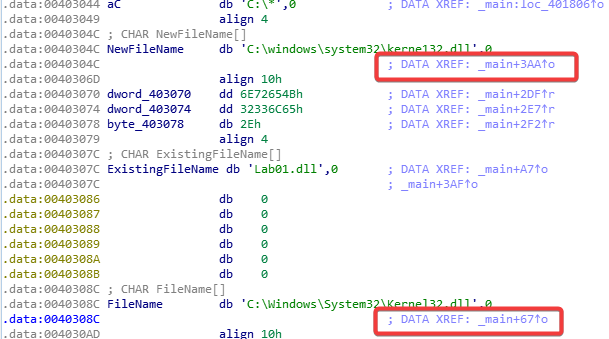 .data:00403044 aC db 'C:\*',0 ; DATA XREF: _main:loc_401806↑o
.data:00403049 align 4
.data:0040304C ; CHAR NewFileName[]
.data:0040304C NewFileName db 'C:\windows\system32\kerne132.dll',0
.data:0040304C ; DATA XREF: _main+3AA↑o
.data:0040306D align 10h
.data:00403070 dword_403070 dd 6E72654Bh ; DATA XREF: _main+2DF↑r
.data:00403074 dword_403074 dd 32336C65h ; DATA XREF: _main+2E7↑r
.data:00403078 byte_403078 db 2Eh ; DATA XREF: _main+2F2↑r
.data:00403079 align 4
.data:0040307C ; CHAR ExistingFileName[]
.data:0040307C ExistingFileName db 'Lab01.dll',0 ; DATA XREF: _main+A7↑o
.data:0040307C ; _main+3AF↑o
.data:00403086 db 0
.data:00403087 db 0
.data:00403088 db 0
.data:00403089 db 0
.data:0040308A db 0
.data:0040308B db 0
.data:0040308C ; CHAR FileName[]
.data:0040308C FileName db 'C:\Windows\System32\Kernel32.dll',0
.data:0040308C ; DATA XREF: _main+67↑o
.data:004030AD align 10h